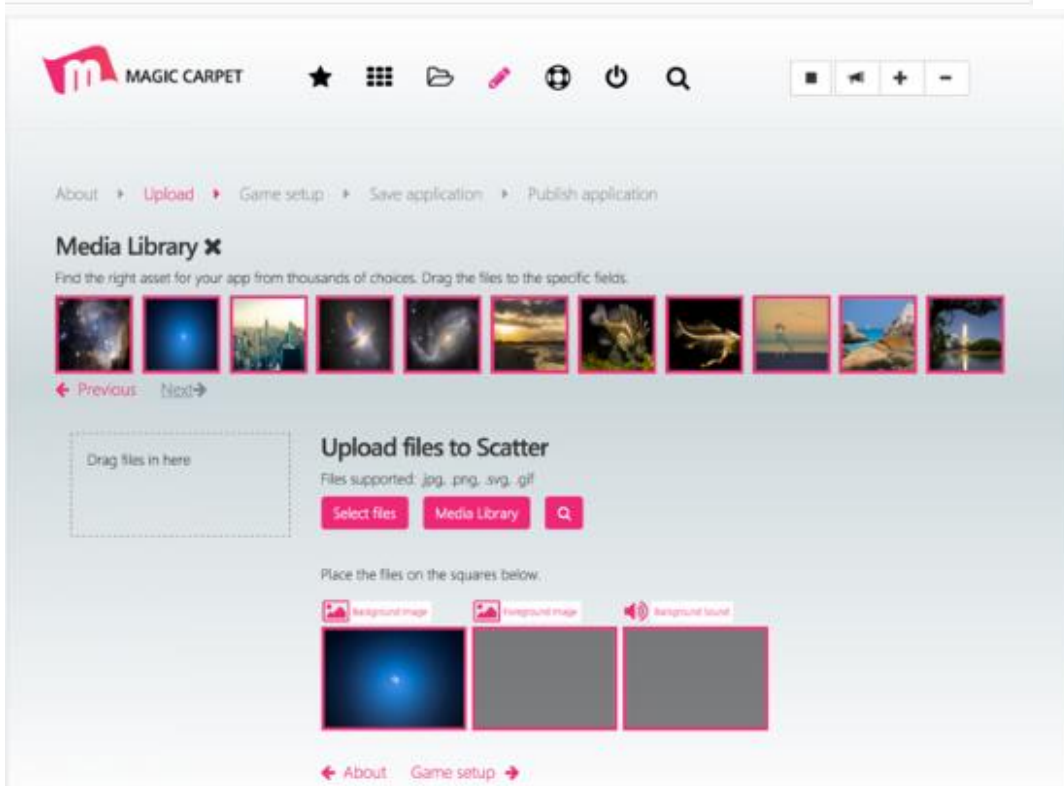 MAGIC CARPET
About Upload Game setup Save application Publish application
Media Library
Find the right asset for your app from thousands of choices. Drag the files to the specific fields.
Previous Next
Drag files in here
Upload files to Scatter
Files supported: .jpg, .png, .svg, .gif
Select files Media Library
Place the files on the squares below.
Background Image Foreground Image Background Sound
About Game setup